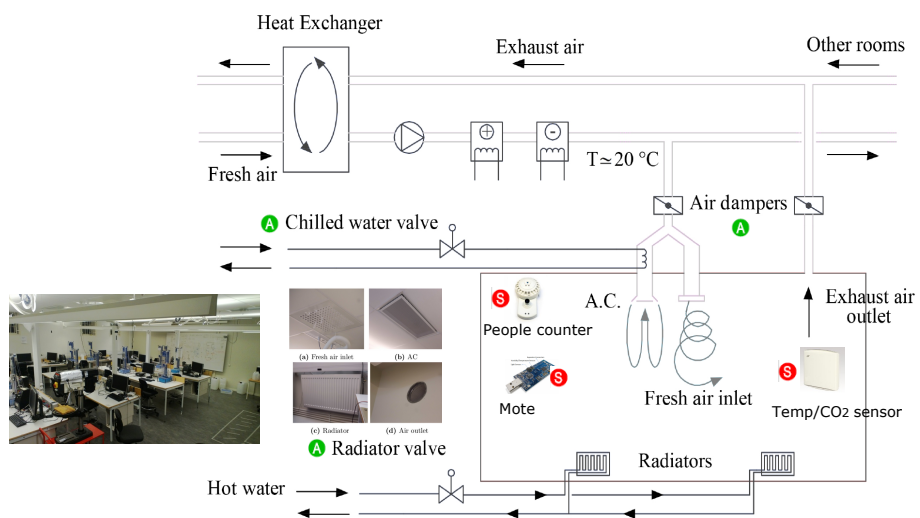 Heat Exchanger
Exhaust air
Other rooms
Fresh air
T≃20 °C
Air dampers
A
A Chilled water valve
S
People counter
A.C.
Exhaust air
outlet
(a) Fresh air inlet
(b) AC
S
Mote
Fresh air inlet
S
Temp/CO2 sensor
(c) Radiator
(d) Air outlet
A Radiator valve
Radiators
Hot water